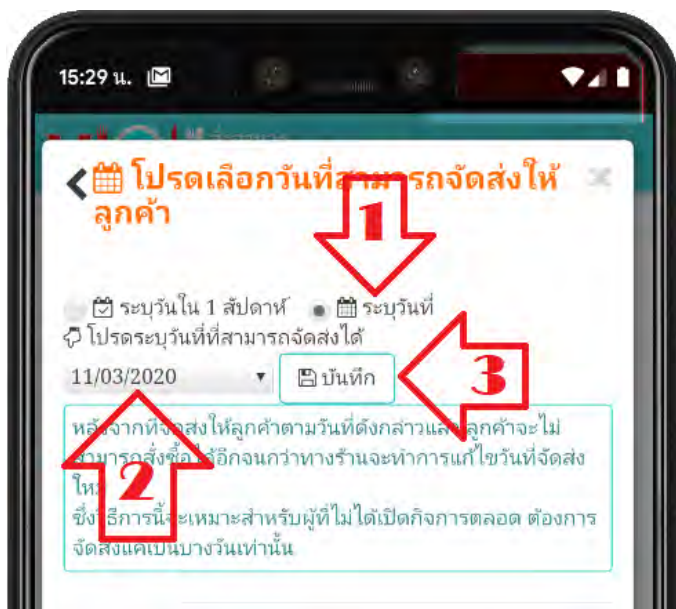 15:29 น.
โปรดเลือกวันที่สามารถจัดส่งให้
ลูกค้า
1
ระบุวันใน 1 สัปดาห์ ระบุวันที่
โปรดระบุวันที่ที่สามารถจัดส่งได้
11/03/2020 บันทึก
3
หลังจากที่จัดส่งให้ลูกค้าตามวันที่ดังกล่าวแล้ว ลูกค้าจะไม่
สามารถสั่งซื้อได้อีกจนกว่าทางร้านจะทำการแก้ไขวันที่จัดส่ง
ใหม่
2
ซึ่งวิธีการนี้จะเหมาะสำหรับผู้ที่ไม่ได้เปิดกิจการตลอด ต้องการ
จัดส่งแค่เป็นบางวันเท่านั้น